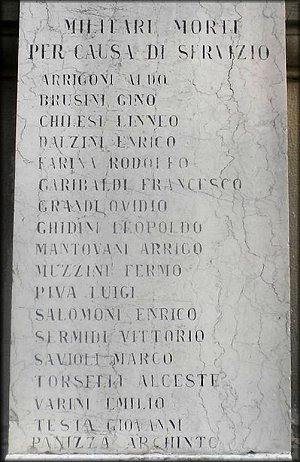 MILITARI MORTI
PER CAUSA DI SERVIZIO
ARRIGONI ALDO
BRUSINI GINO
CHILESI LINNEO
DALZINI ENRICO
FARINA RODOLFO
GARIBALDI FRANCESCO
GRANDI OVIDIO
GHIDINI LEOPOLDO
MANTOVANI ARRIGO
MUZZINI FERMO
PIVA LUIGI
SALOMONI ENRICO
SERMIDI VITTORIO
SAVIOLI MARCO
TORSELLI ALCESTE
VARINI EMILIO
TESTA GIOVANNI
PANIZZA ARCHINTO